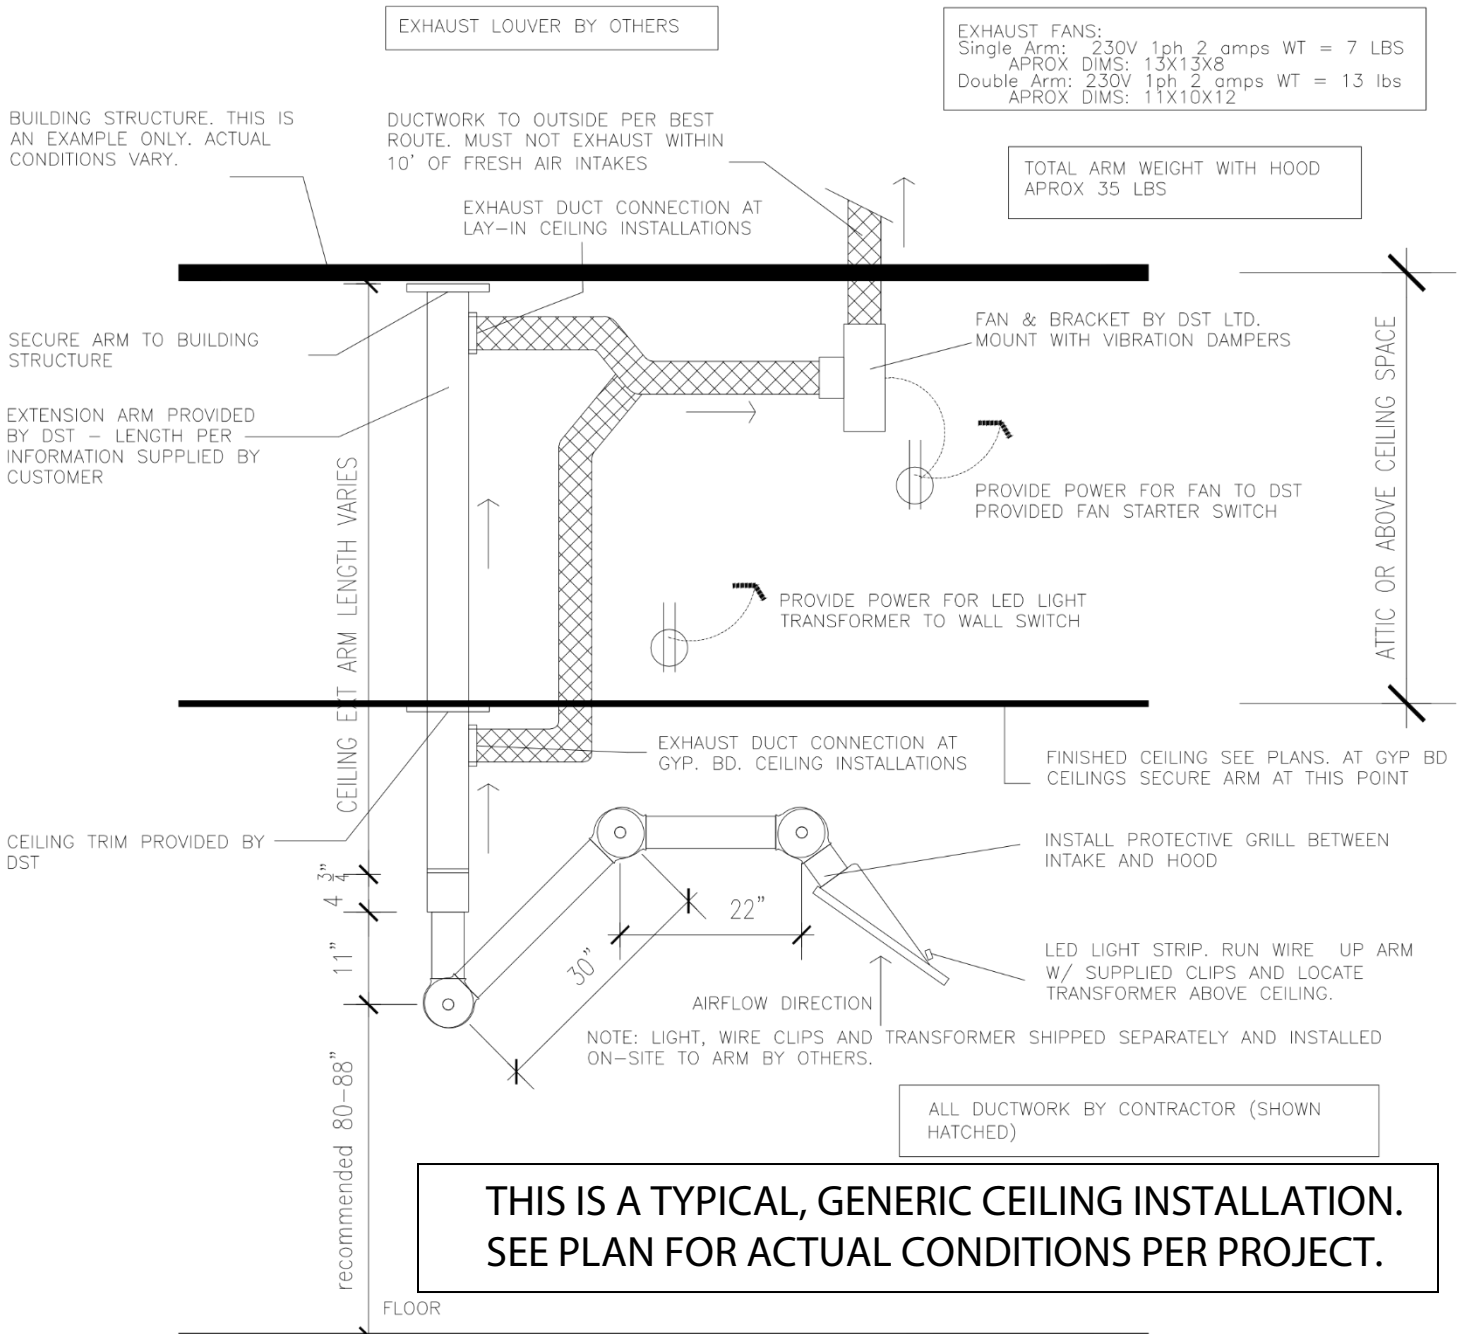 EXHAUST LOUVER BY OTHERS
EXHAUST FANS:
Single Arm: 230V 1ph 2 amps WT = 7 LBS
APROX DIMS: 13X13X8
Double Arm: 230V 1ph 2 amps WT = 13 lbs
APROX DIMS: 11X10X12
BUILDING STRUCTURE. THIS IS
AN EXAMPLE ONLY. ACTUAL
CONDITIONS VARY.
DUCTWORK TO OUTSIDE PER BEST
ROUTE. MUST NOT EXHAUST WITHIN
10' OF FRESH AIR INTAKES
TOTAL ARM WEIGHT WITH HOOD
APROX 35 LBS
EXHAUST DUCT CONNECTION AT
LAY-IN CEILING INSTALLATIONS
SECURE ARM TO BUILDING
STRUCTURE
FAN & BRACKET BY DST LTD.
MOUNT WITH VIBRATION DAMPERS
EXTENSION ARM PROVIDED
BY DST - LENGTH PER
INFORMATION SUPPLIED BY
CUSTOMER
CEILING EXT ARM LENGTH VARIES
ATTIC OR ABOVE CEILING SPACE
PROVIDE POWER FOR FAN TO DST
PROVIDED FAN STARTER SWITCH
PROVIDE POWER FOR LED LIGHT
TRANSFORMER TO WALL SWITCH
EXHAUST DUCT CONNECTION AT
GYP. BD. CEILING INSTALLATIONS
FINISHED CEILING SEE PLANS. AT GYP BD
CEILINGS SECURE ARM AT THIS POINT
CEILING TRIM PROVIDED BY
DST
INSTALL PROTECTIVE GRILL BETWEEN
INTAKE AND HOOD
4 3/4"
22"
30"
11"
LED LIGHT STRIP. RUN WIRE UP ARM
W/ SUPPLIED CLIPS AND LOCATE
TRANSFORMER ABOVE CEILING.
AIRFLOW DIRECTION
NOTE: LIGHT, WIRE CLIPS AND TRANSFORMER SHIPPED SEPARATELY AND INSTALLED
ON-SITE TO ARM BY OTHERS.
recommended 80-88"
ALL DUCTWORK BY CONTRACTOR (SHOWN
HATCHED)
THIS IS A TYPICAL, GENERIC CEILING INSTALLATION.
SEE PLAN FOR ACTUAL CONDITIONS PER PROJECT.
FLOOR